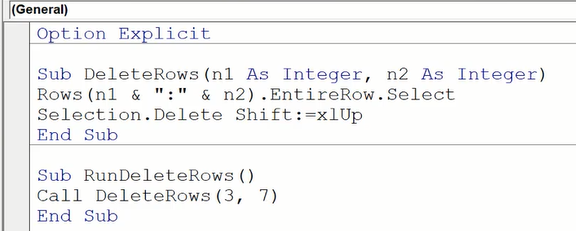 (General)
Option Explicit
Sub DeleteRows(n1 As Integer, n2 As Integer)
Rows(n1 & ":" & n2).EntireRow.Select
Selection.Delete Shift:=xlUp
End Sub
Sub RunDeleteRows()
Call DeleteRows(3, 7)
End Sub